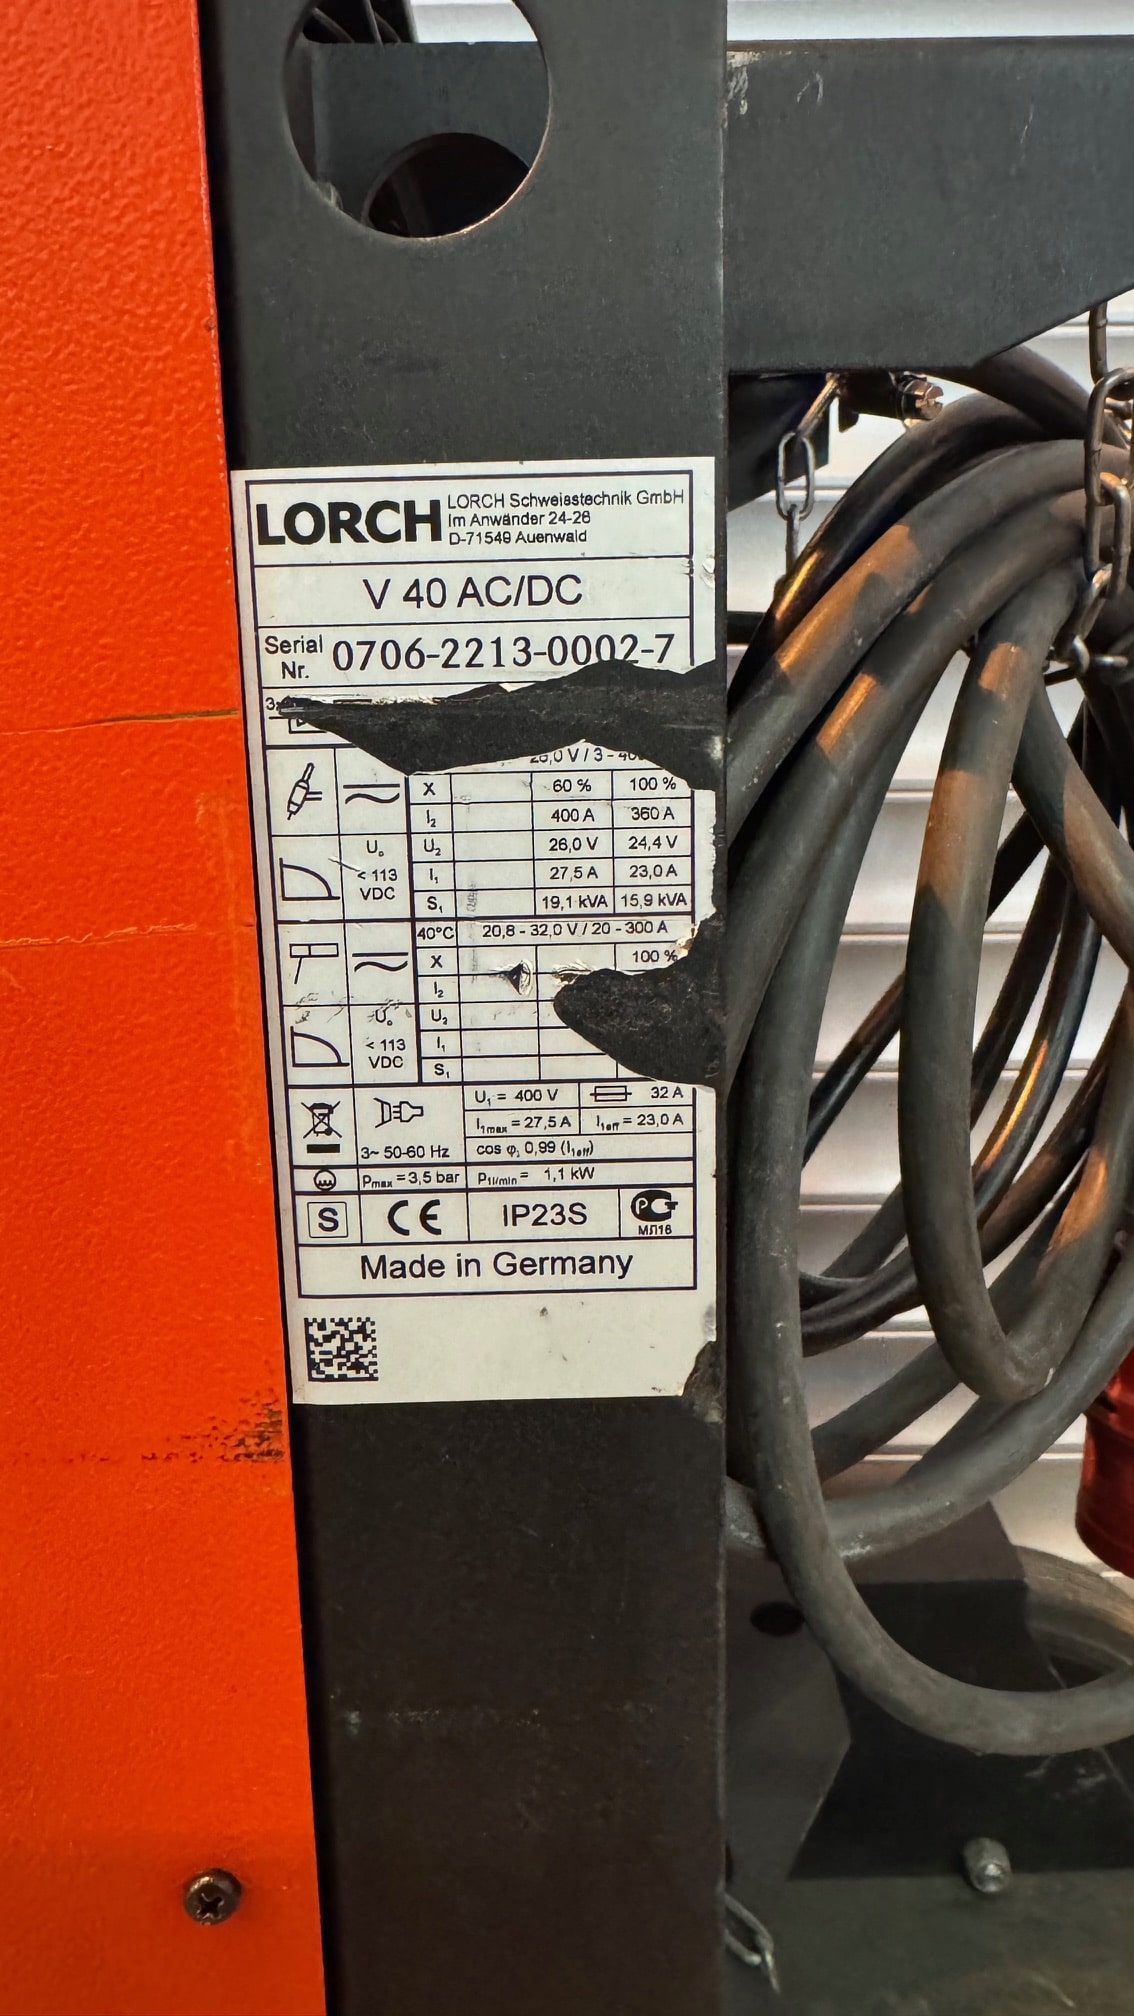 LORCH
LORCH Schweisstechnik GmbH
Im Anwänder 24-26
D-71549 Auenwald
V 40 AC/DC
Serial Nr. 0706-2213-0002-7
V / 3 -
X 60 % 100 %
I2 400 A 360 A
U2 26,0 V 24,4 V
I1 27,5 A 23,0 A
S1 19,1 kVA 15,9 kVA
U₀ < 113 VDC
40°C 20,8 - 32,0 V / 20 - 300 A
X 100 %
I2
U2
I1
S1
U₀ < 113 VDC
U1 = 400 V 32 A
I1max = 27,5 A I1eff = 23,0 A
3~ 50-60 Hz cos φ, 0,99 (I1eff)
Pmax = 3,5 bar P1l/min = 1,1 kW
S CE IP23S PG
МЛ16
Made in Germany